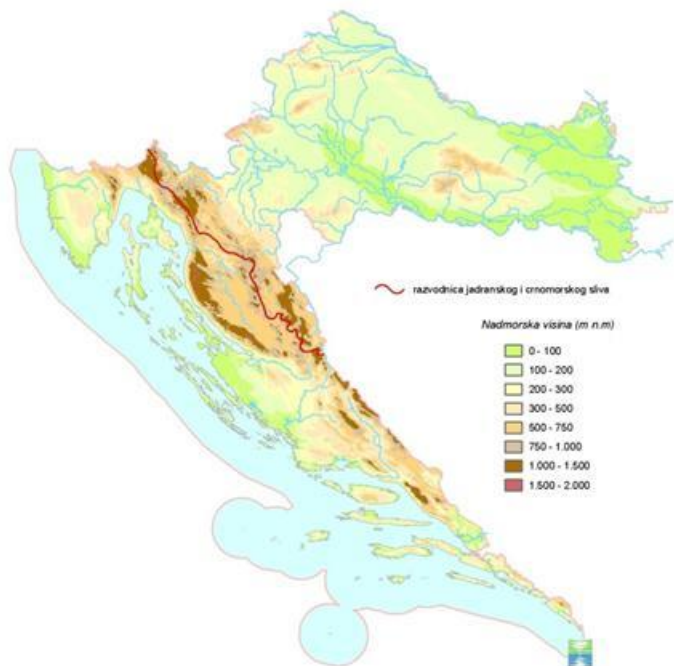 razvodnica jadranskog i crnomorskog sliva
Nadmorska visina (m n.m)
0 - 100
100 - 200
200 - 300
300 - 500
500 - 750
750 - 1.000
1.000 - 1.500
1.500 - 2.000